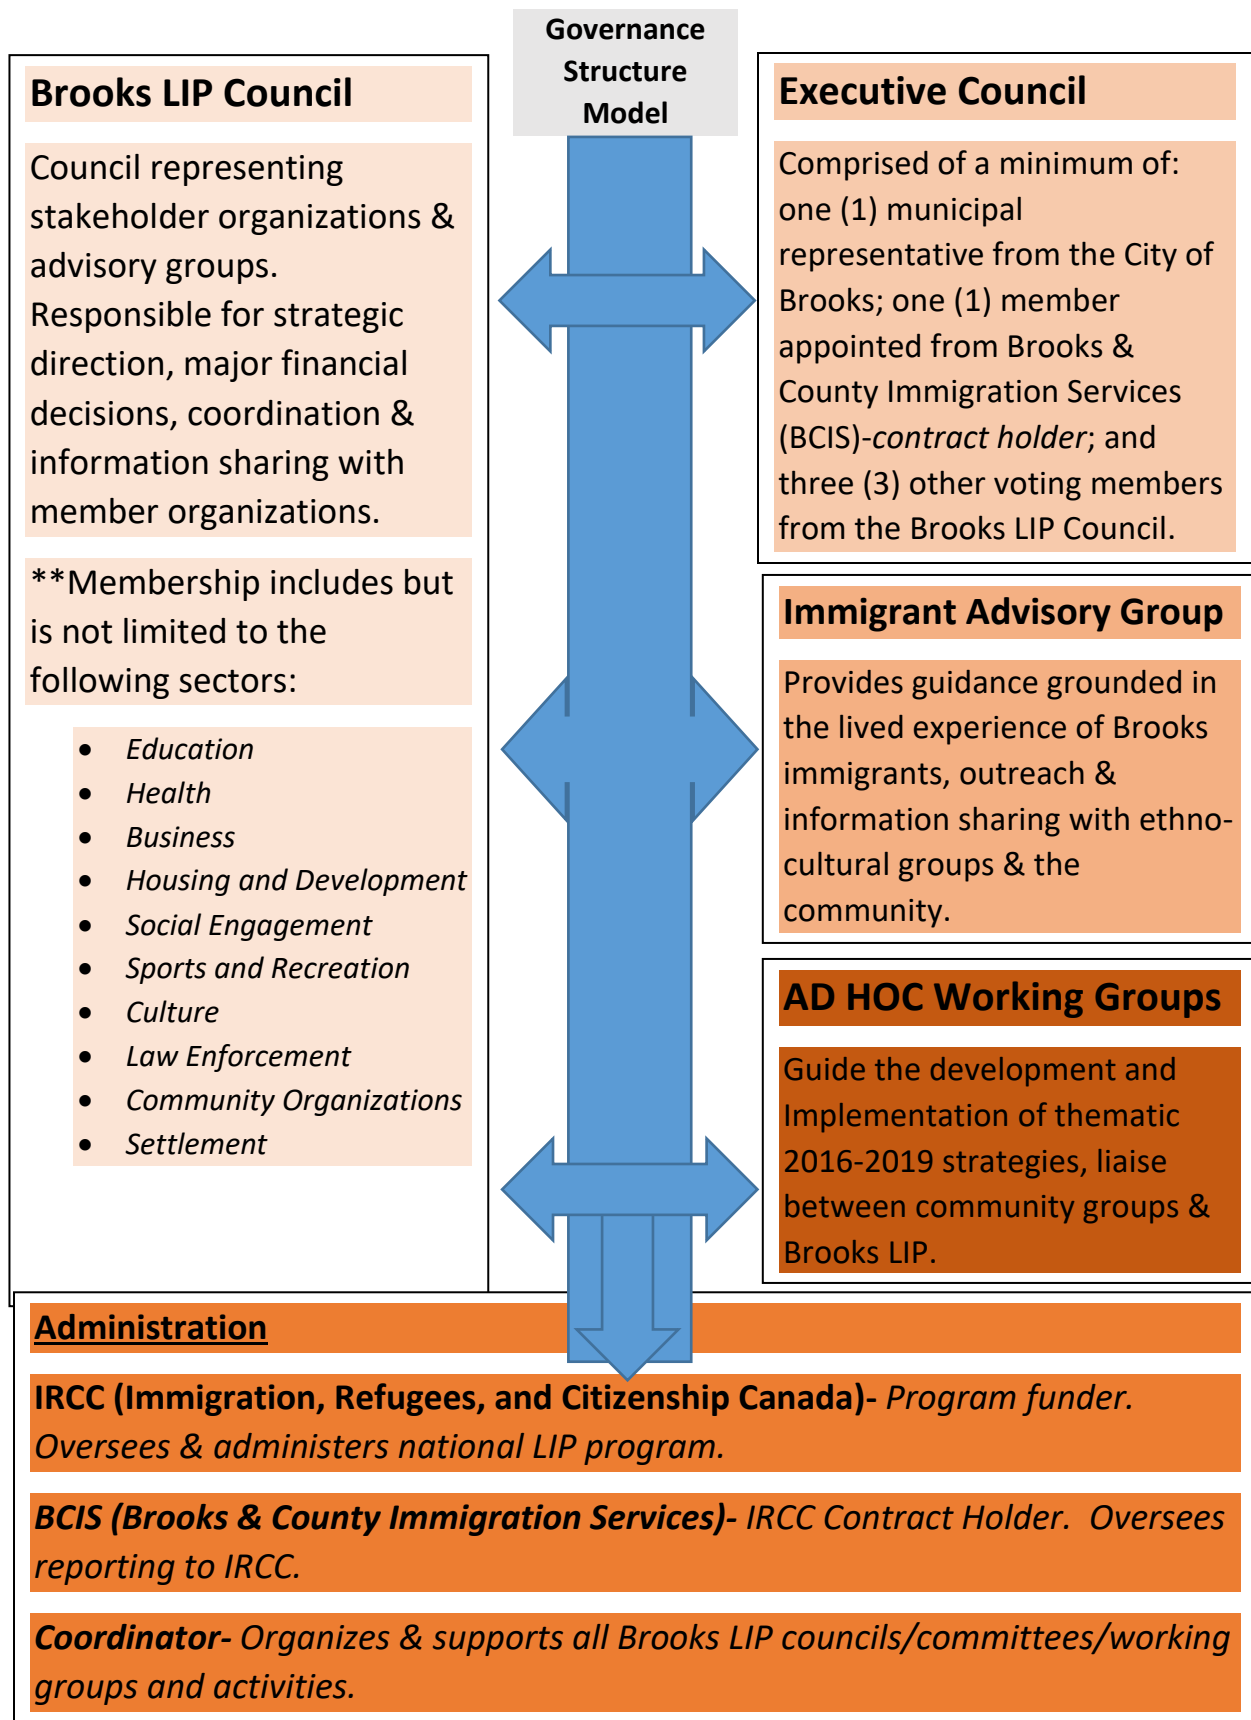 Governance
Structure
Model
Brooks LIP Council
Council representing
stakeholder organizations &
advisory groups.
Responsible for strategic
direction, major financial
decisions, coordination &
information sharing with
member organizations.
**Membership includes but
is not limited to the
following sectors:
• Education
• Health
• Business
• Housing and Development
• Social Engagement
• Sports and Recreation
• Culture
• Law Enforcement
• Community Organizations
• Settlement
Executive Council
Comprised of a minimum of:
one (1) municipal
representative from the City of
Brooks; one (1) member
appointed from Brooks &
County Immigration Services
(BCIS)-contract holder; and
three (3) other voting members
from the Brooks LIP Council.
Immigrant Advisory Group
Provides guidance grounded in
the lived experience of Brooks
immigrants, outreach &
information sharing with ethno-
cultural groups & the
community.
AD HOC Working Groups
Guide the development and
Implementation of thematic
2016-2019 strategies, liaise
between community groups &
Brooks LIP.
Administration
IRCC (Immigration, Refugees, and Citizenship Canada)- Program funder.
Oversees & administers national LIP program.
BCIS (Brooks & County Immigration Services)- IRCC Contract Holder.  Oversees
reporting to IRCC.
Coordinator- Organizes & supports all Brooks LIP councils/committees/working
groups and activities.